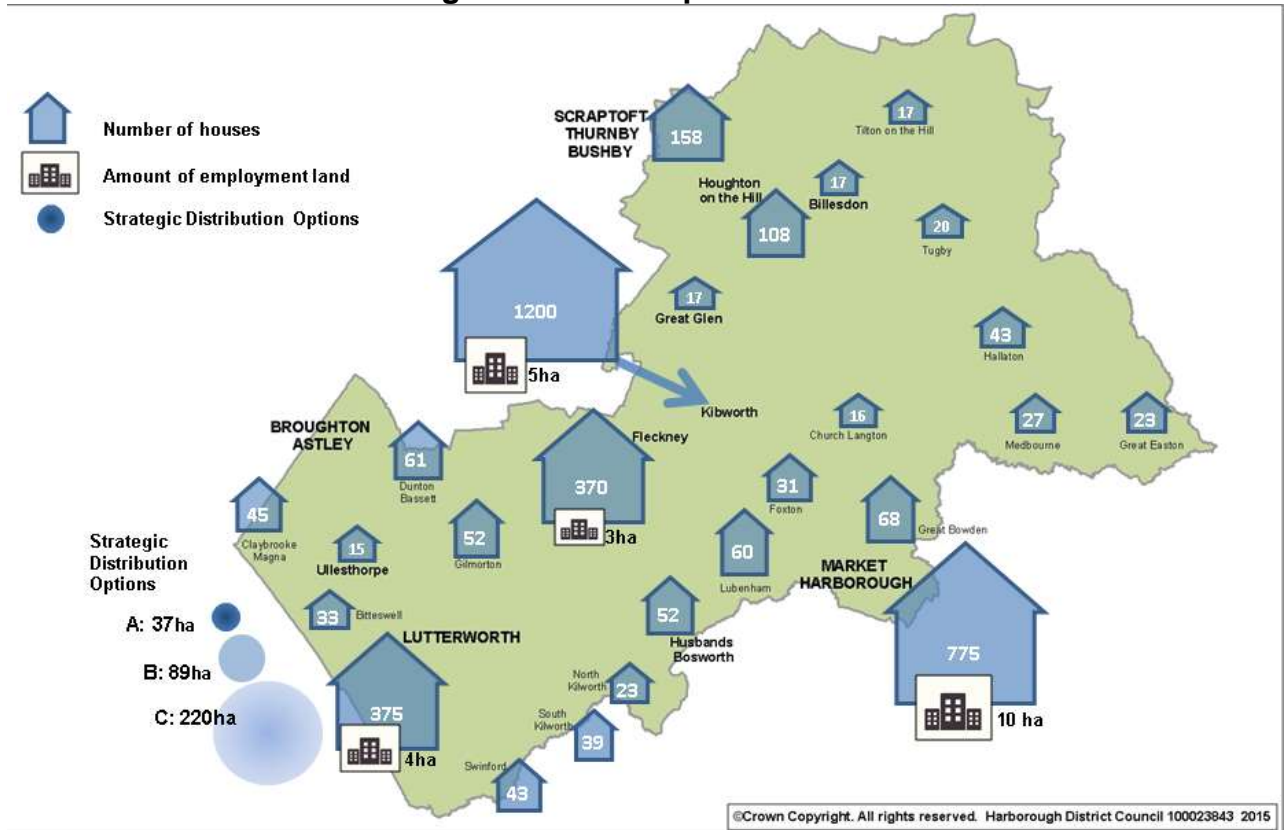 Number of houses
Amount of employment land
Strategic Distribution Options
SCRAPTOFT
THURNBY
BUSHBY
158
17
Tilton on the Hill
Houghton
on the Hill
108
17
Billesdon
20
Tugby
1200
5ha
17
Great Glen
43
Hallaton
Kibworth
16
Church Langton
27
Medbourne
23
Great Easton
BROUGHTON
ASTLEY
61
Dunton
Bassett
Fleckney
370
3ha
31
Foxton
68
Great Bowden
45
Claybrooke
Magna
15
Ullesthorpe
52
Gilmorton
60
Lubenham
MARKET
HARBOROUGH
775
10 ha
Strategic
Distribution
Options
A: 37ha
B: 89ha
C: 220ha
33
Bitteswell
LUTTERWORTH
375
4ha
52
Husbands
Bosworth
North
Kilworth
23
South
Kilworth
39
Swinford
43
©Crown Copyright. All rights reserved. Harborough District Council 100023843 2015